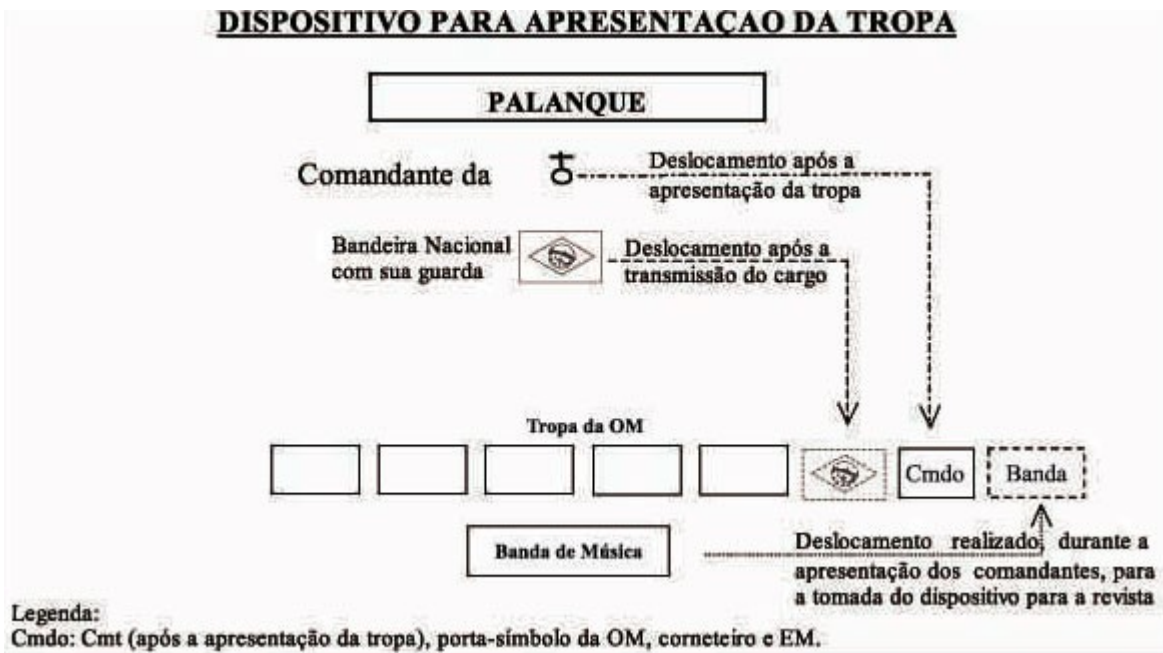 DISPOSITIVO PARA APRESENTAÇAO DA TROPA
PALANQUE
Comandante da
Deslocamento após a
apresentação da tropa
Bandeira Nacional
com sua guarda
Deslocamento após a
transmissão do cargo
Tropa da OM
Cmdo
Banda
Banda de Música
Deslocamento realizado, durante a
apresentação dos comandantes, para
a tomada do dispositivo para a revista
Legenda:
Cmdo: Cmt (após a apresentação da tropa), porta-símbolo da OM, corneteiro e EM.